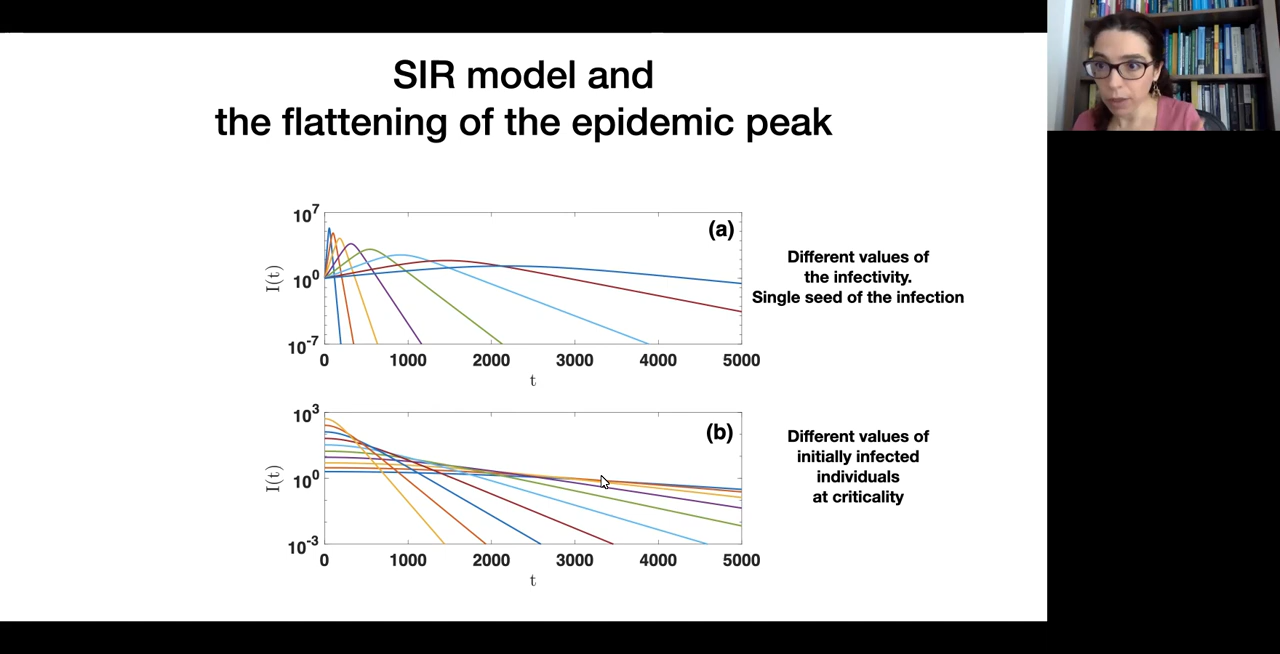 SIR model and
the flattening of the epidemic peak
10^7
(a)
I(t)
10^0
10^-7
0 1000 2000 3000 4000 5000
t
Different values of
the infectivity.
Single seed of the infection
10^3
(b)
I(t)
10^0
10^-3
0 1000 2000 3000 4000 5000
t
Different values of
initially infected
individuals
at criticality